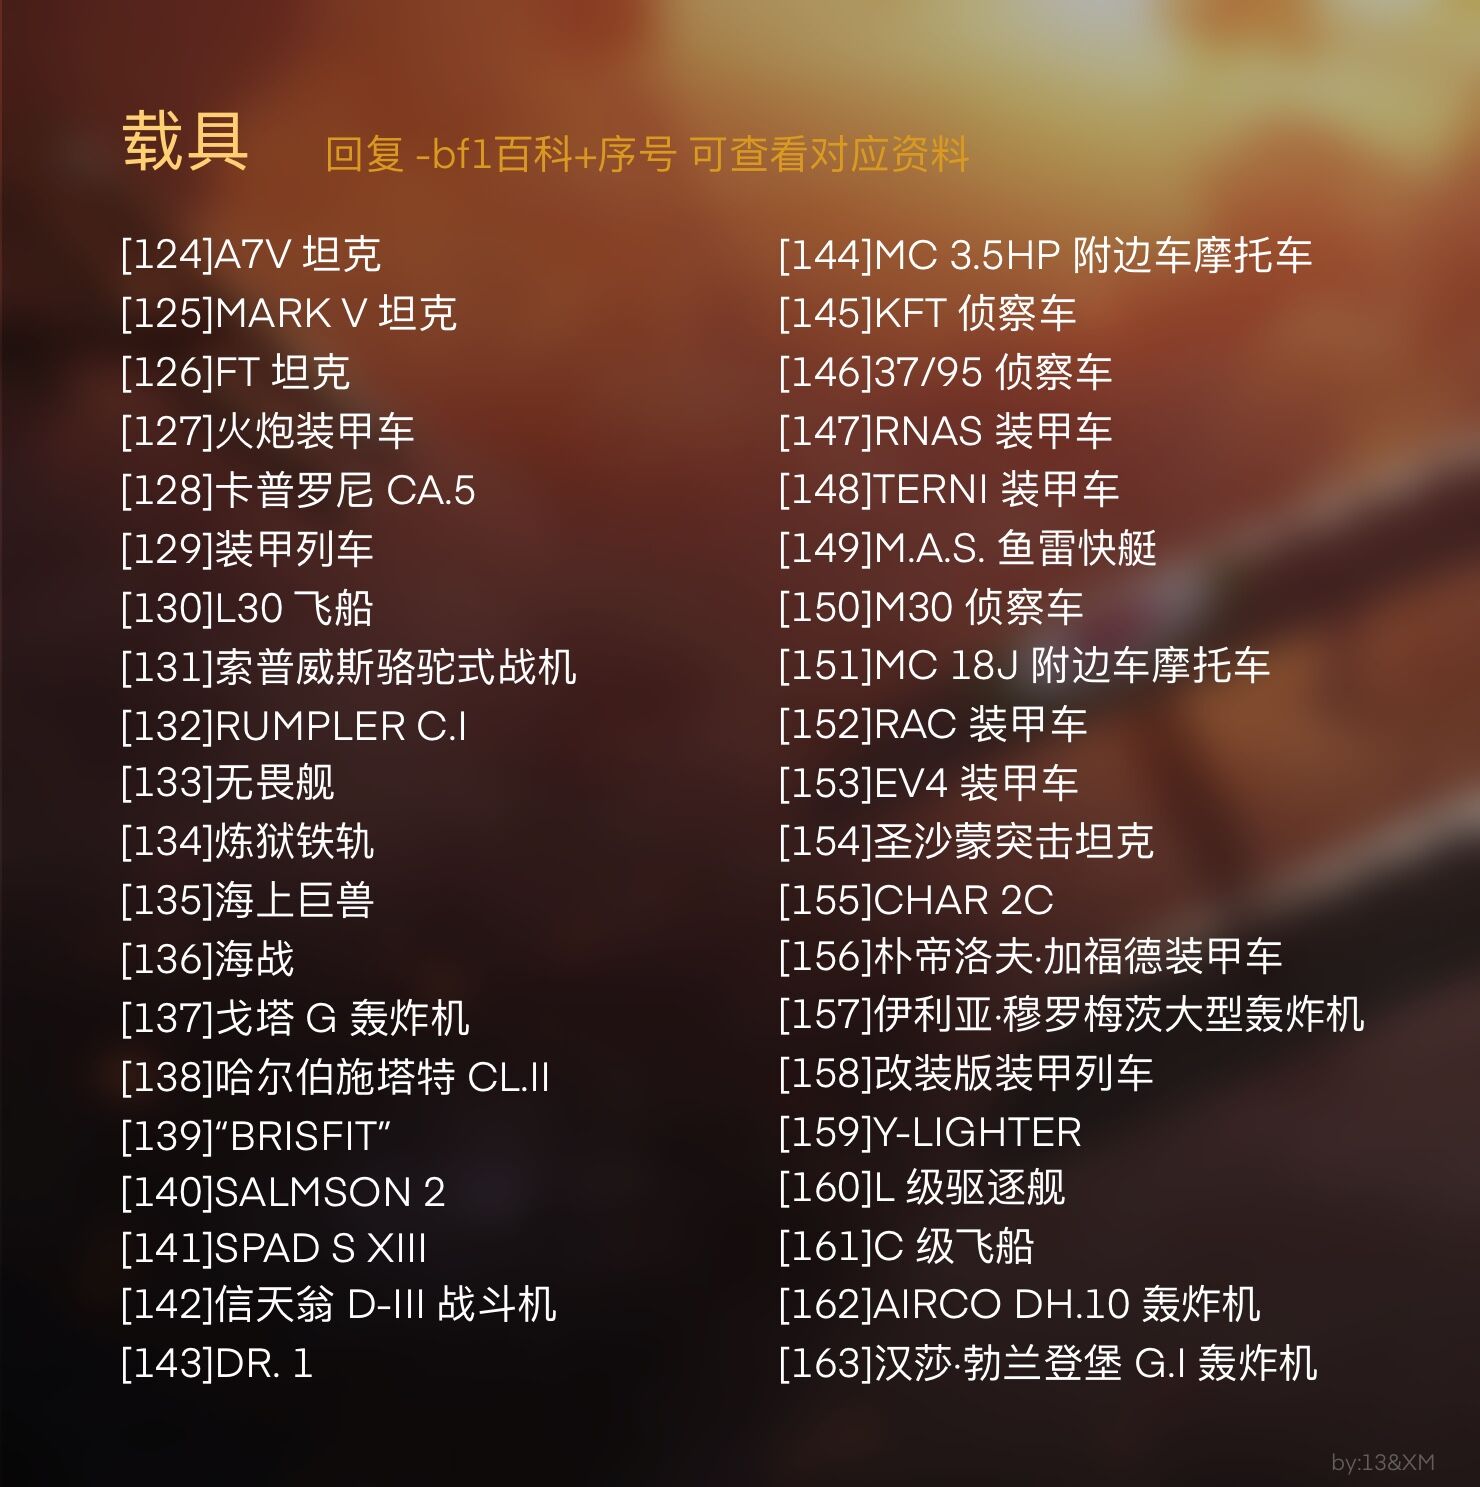 载具
回复 -bf1百科+序号 可查看对应资料
[124]A7V 坦克
[125]MARK V 坦克
[126]FT 坦克
[127]火炮装甲车
[128]卡普罗尼 CA.5
[129]装甲列车
[130]L30 飞船
[131]索普威斯骆驼式战机
[132]RUMPLER C.I
[133]无畏舰
[134]炼狱铁轨
[135]海上巨兽
[136]海战
[137]戈塔 G 轰炸机
[138]哈尔伯施塔特 CL.II
[139]“BRISFIT”
[140]SALMSON 2
[141]SPAD S XIII
[142]信天翁 D-III 战斗机
[143]DR. 1
[144]MC 3.5HP 附边车摩托车
[145]KFT 侦察车
[146]37/95 侦察车
[147]RNAS 装甲车
[148]TERNI 装甲车
[149]M.A.S. 鱼雷快艇
[150]M30 侦察车
[151]MC 18J 附边车摩托车
[152]RAC 装甲车
[153]EV4 装甲车
[154]圣沙蒙突击坦克
[155]CHAR 2C
[156]朴帝洛夫·加福德装甲车
[157]伊利亚·穆罗梅茨大型轰炸机
[158]改装版装甲列车
[159]Y-LIGHTER
[160]L 级驱逐舰
[161]C 级飞船
[162]AIRCO DH.10 轰炸机
[163]汉莎·勃兰登堡 G.I 轰炸机
by:13&XM